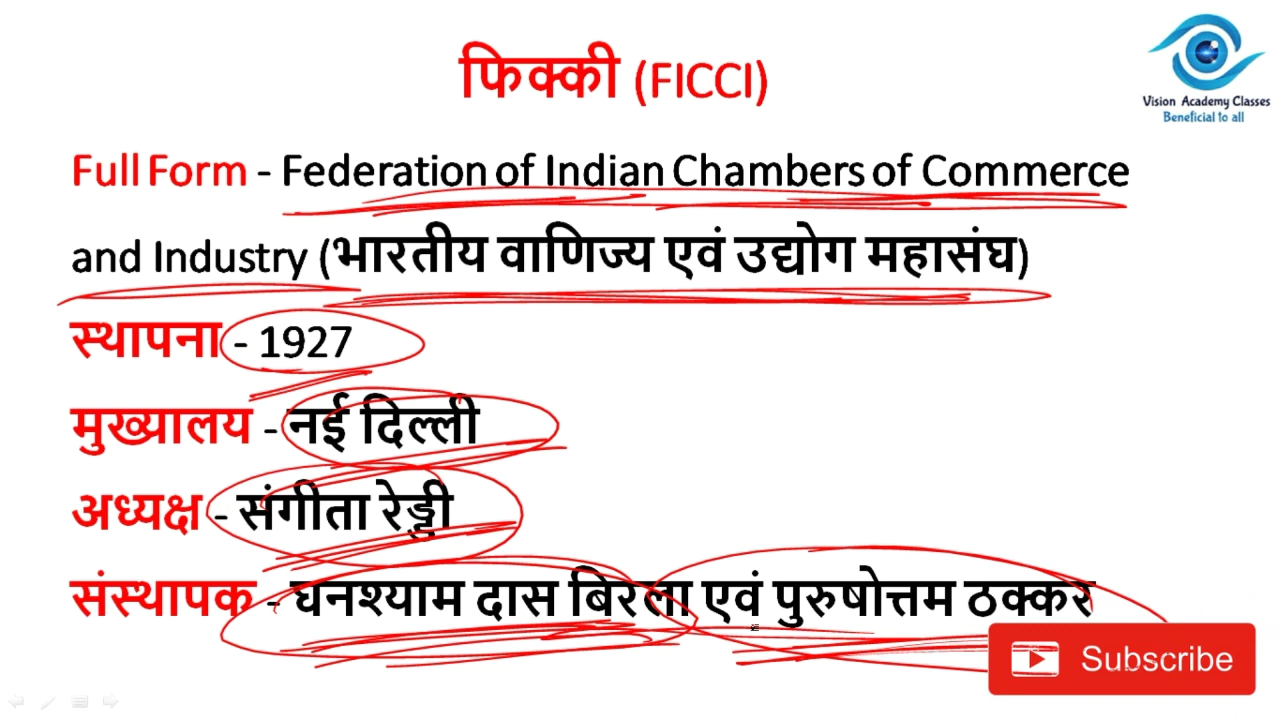 फिक्की (FICCI)
Vision Academy Classes
Beneficial to all
Full Form - Federation of Indian Chambers of Commerce
and Industry (भारतीय वाणिज्य एवं उद्योग महासंघ)
स्थापना - 1927
मुख्यालय - नई दिल्ली
अध्यक्ष - संगीता रेड्डी
संस्थापक - घनश्याम दास बिरला एवं पुरुषोत्तम ठक्कर
Subscribe